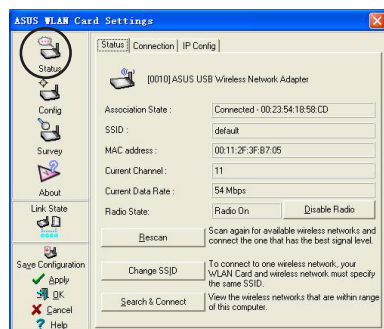 ASUS WLAN Card Settings
Status
Config
Survey
About
Link State
Save Configuration
Apply
OK
Cancel
Help
Status Connection IP Config
[0010] ASUS USB Wireless Network Adapter
Association State : Connected - 00:23:54:18:58:CD
SSID : default
MAC address : 00:11:2F:3F:B7:05
Current Channel : 11
Current Data Rate : 54 Mbps
Radio State: Radio On Disable Radio
Rescan
Scan again for available wireless networks and
connect the one that has the best signal level.
Change SSID
To connect to one wireless network, your
WLAN Card and wireless network must specify
the same SSID.
Search & Connect
View the wireless networks that are within range
of this computer.